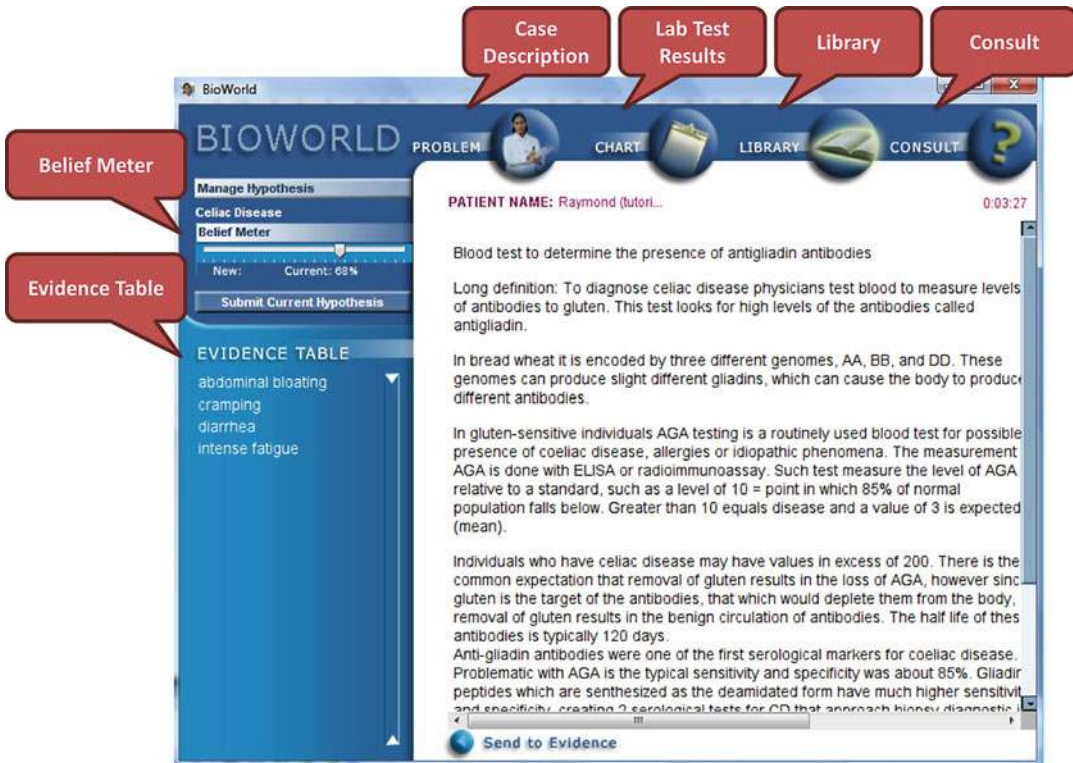 Case
Description
Lab Test
Results
Library
Consult
BioWorld
BIOWORLD
PROBLEM
CHART
LIBRARY
CONSULT
?
Belief Meter
Manage Hypothesis
Celiac Disease
Belief Meter
New: Current: 68%
Submit Current Hypothesis
Evidence Table
EVIDENCE TABLE
abdominal bloating
cramping
diarrhea
intense fatigue
PATIENT NAME: Raymond (tutori...
0:03:27
Blood test to determine the presence of antigliadin antibodies
Long definition: To diagnose celiac disease physicians test blood to measure levels
of antibodies to gluten. This test looks for high levels of the antibodies called
antigliadin.
In bread wheat it is encoded by three different genomes, AA, BB, and DD. These
genomes can produce slight different gliadins, which can cause the body to produce
different antibodies.
In gluten-sensitive individuals AGA testing is a routinely used blood test for possible
presence of coeliac disease, allergies or idiopathic phenomena. The measurement
AGA is done with ELISA or radioimmunoassay. Such test measure the level of AGA
relative to a standard, such as a level of 10 = point in which 85% of normal
population falls below. Greater than 10 equals disease and a value of 3 is expected
(mean).
Individuals who have celiac disease may have values in excess of 200. There is the
common expectation that removal of gluten results in the loss of AGA, however sinc
gluten is the target of the antibodies, that which would deplete them from the body,
removal of gluten results in the benign circulation of antibodies. The half life of thes
antibodies is typically 120 days.
Anti-gliadin antibodies were one of the first serological markers for coeliac disease.
Problematic with AGA is the typical sensitivity and specificity was about 85%. Gliadir
peptides which are senthesized as the deamidated form have much higher sensitivit
and specificity, creating 2 serological tests for CD that approach biopsy diagnostic i
Send to Evidence